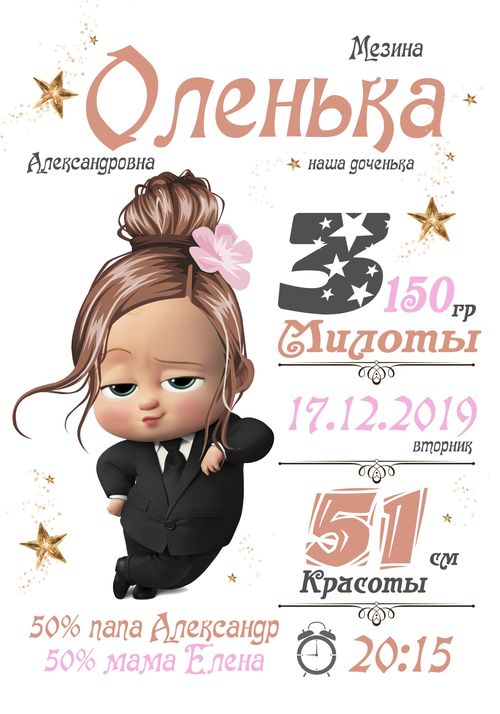 Мезина
Оленька
Александровна
наша доченька
3 150 гр
Милоты
17.12.2019
вторник
51 см
Красоты
50% папа Александр
50% мама Елена
20:15